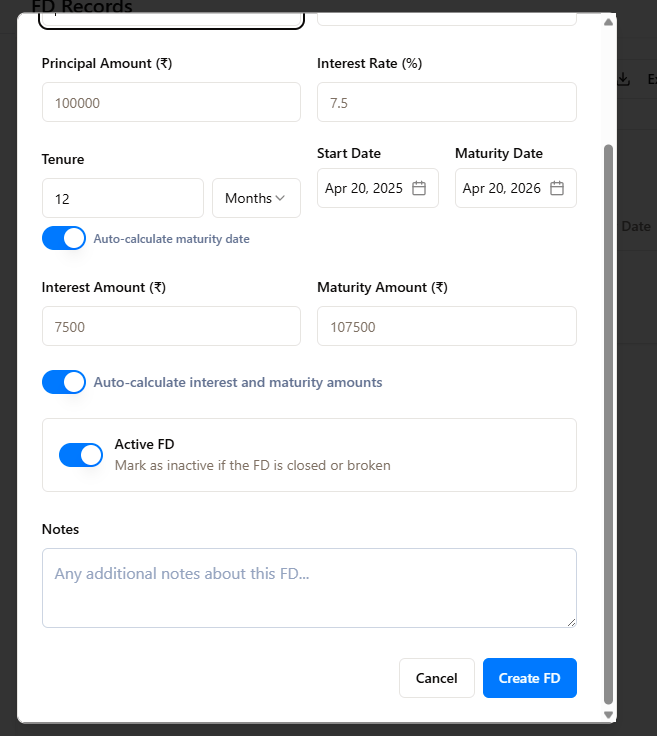 FD Records
Principal Amount (₹)
Interest Rate (%)
100000
7.5
Tenure
Start Date
Maturity Date
12
Months
Apr 20, 2025
Apr 20, 2026
Auto-calculate maturity date
Date
Interest Amount (₹)
Maturity Amount (₹)
7500
107500
Auto-calculate interest and maturity amounts
Active FD
Mark as inactive if the FD is closed or broken
Notes
Any additional notes about this FD...
Cancel
Create FD